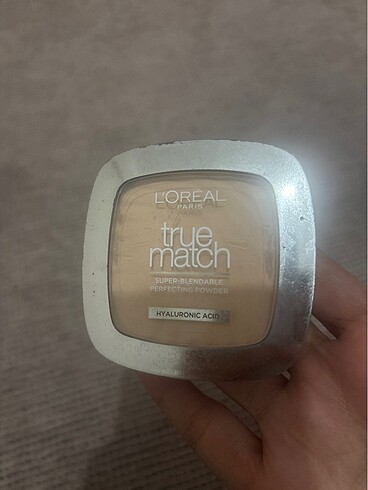 L'ORÉAL
PARIS
true
match
SUPER-BLENDABLE
PERFECTING POWDER
HYALURONIC ACID